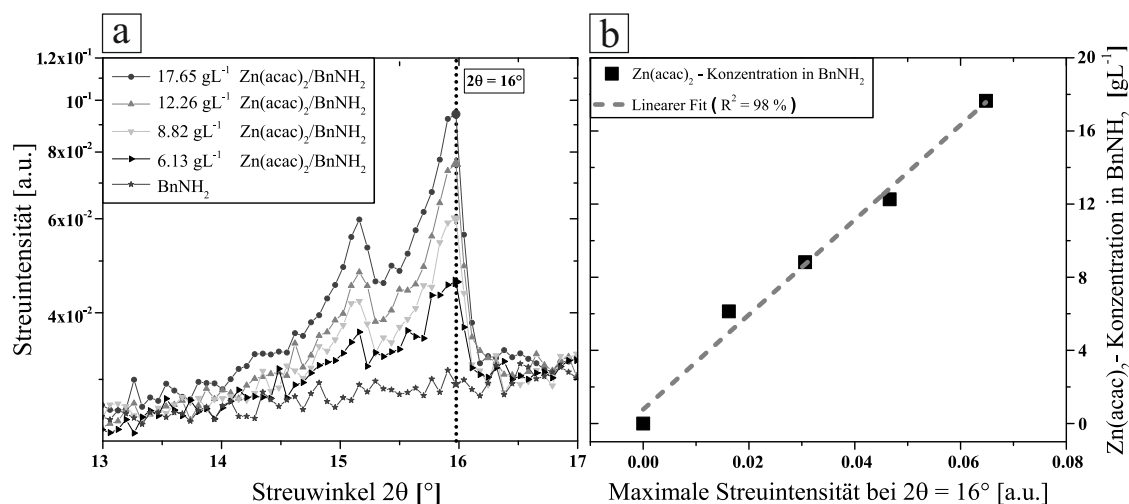 a
1.2x10⁻¹
1x10⁻¹
8x10⁻²
6x10⁻²
4x10⁻²
Streuintensität [a.u.]
17.65 gL⁻¹ Zn(acac)₂/BnNH₂
12.26 gL⁻¹ Zn(acac)₂/BnNH₂
8.82 gL⁻¹ Zn(acac)₂/BnNH₂
6.13 gL⁻¹ Zn(acac)₂/BnNH₂
BnNH₂
2θ = 16°
13 14 15 16 17
Streuwinkel 2θ [°]
b
Zn(acac)₂ - Konzentration in BnNH₂
Linearer Fit ( R² = 98 % )
20
16
12
8
4
0
Zn(acac)₂- Konzentration in BnNH₂ [gL⁻¹]
0.00 0.02 0.04 0.06 0.08
Maximale Streuintensität bei 2θ = 16° [a.u.]